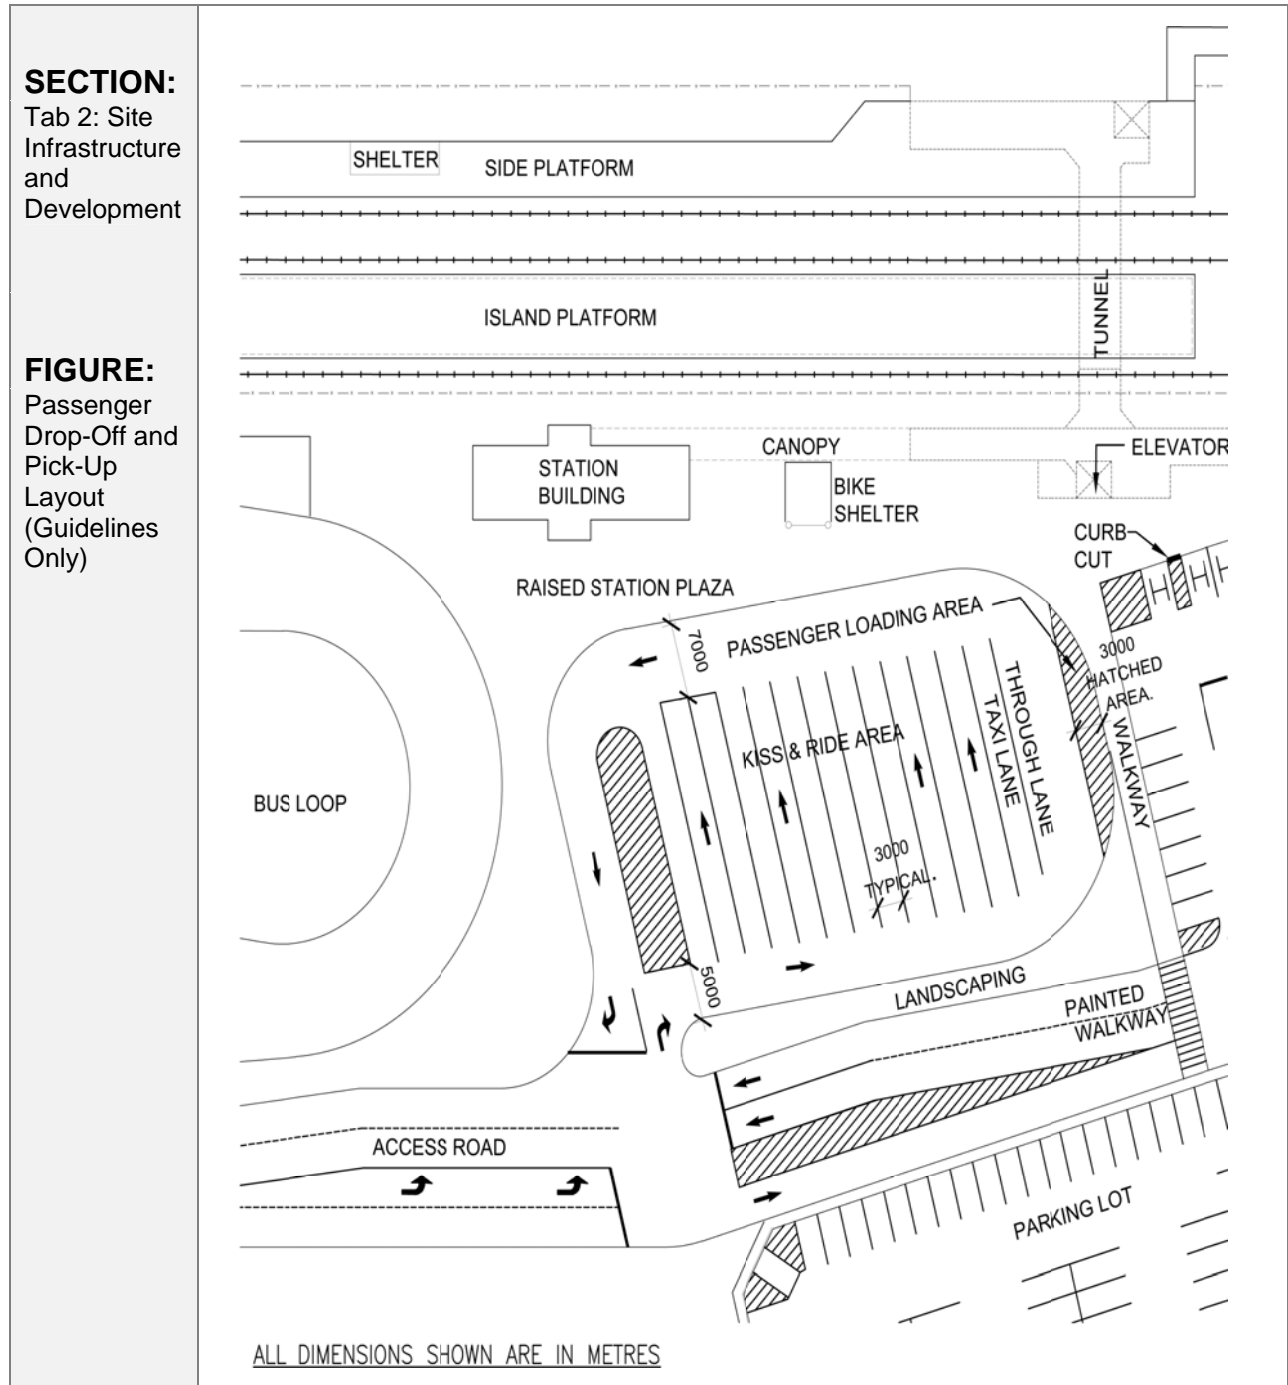 SECTION:
Tab 2: Site
Infrastructure
and
Development
FIGURE:
Passenger
Drop-Off and
Pick-Up
Layout
(Guidelines
Only)
SHELTER
SIDE PLATFORM
ISLAND PLATFORM
TUNNEL
CANOPY
ELEVATOR
STATION
BUILDING
BIKE
SHELTER
CURB
CUT
RAISED STATION PLAZA
PASSENGER LOADING AREA
7000
3000
HATCHED
AREA.
WALKWAY
THROUGH LANE
TAXI LANE
KISS & RIDE AREA
BUS LOOP
3000
TYPICAL.
5000
LANDSCAPING
PAINTED
WALKWAY
ACCESS ROAD
PARKING LOT
ALL DIMENSIONS SHOWN ARE IN METRES